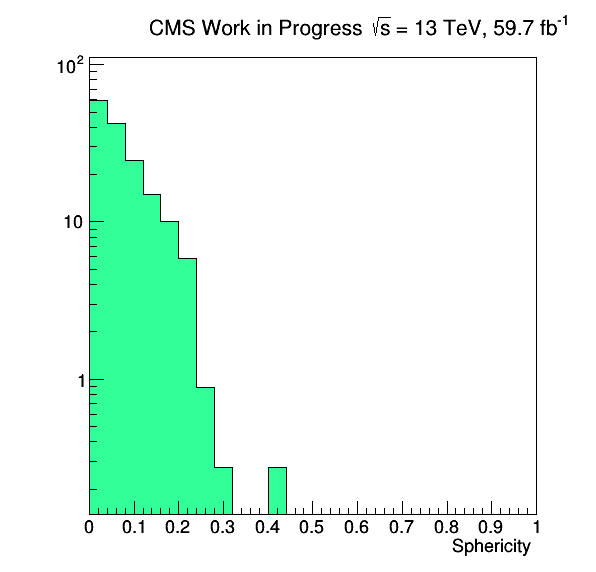 CMS Work in Progress √s = 13 TeV, 59.7 fb⁻¹
10²
10
1
0 0.1 0.2 0.3 0.4 0.5 0.6 0.7 0.8 0.9 1
Sphericity